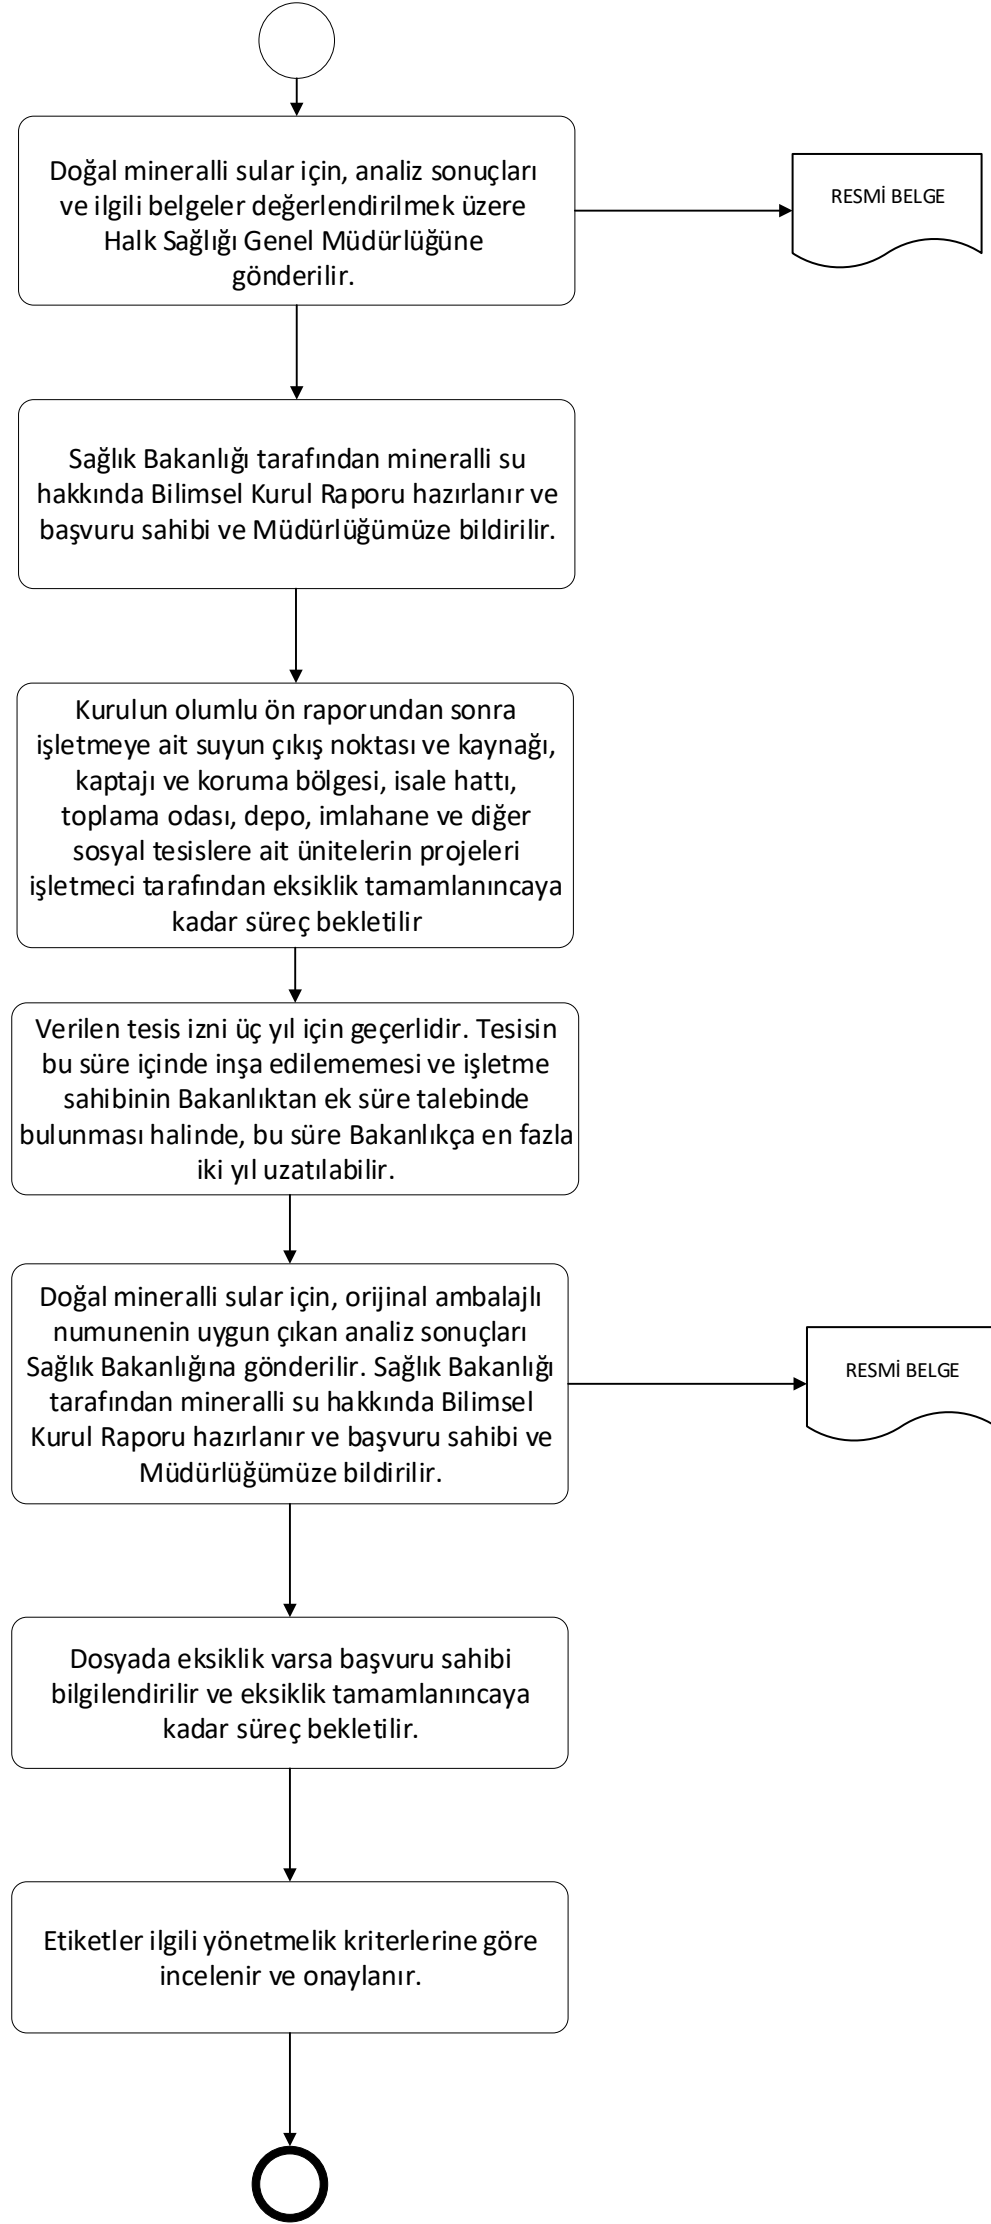 Doğal mineralli sular için, analiz sonuçları
ve ilgili belgeler değerlendirilmek üzere
Halk Sağlığı Genel Müdürlüğüne
gönderilir.
RESMİ BELGE
Sağlık Bakanlığı tarafından mineralli su
hakkında Bilimsel Kurul Raporu hazırlanır ve
başvuru sahibi ve Müdürlüğümüze bildirilir.
Kurulun olumlu ön raporundan sonra
işletmeye ait suyun çıkış noktası ve kaynağı,
kaptajı ve koruma bölgesi, isale hattı,
toplama odası, depo, imlahane ve diğer
sosyal tesislere ait ünitelerin projeleri
işletmeci tarafından eksiklik tamamlanıncaya
kadar süreç bekletilir
Verilen tesis izni üç yıl için geçerlidir. Tesisin
bu süre içinde inşa edilememesi ve işletme
sahibinin Bakanlıktan ek süre talebinde
bulunması halinde, bu süre Bakanlıkça en fazla
iki yıl uzatılabilir.
Doğal mineralli sular için, orijinal ambalajlı
numunenin uygun çıkan analiz sonuçları
Sağlık Bakanlığına gönderilir. Sağlık Bakanlığı
tarafından mineralli su hakkında Bilimsel
Kurul Raporu hazırlanır ve başvuru sahibi ve
Müdürlüğümüze bildirilir.
RESMİ BELGE
Dosyada eksiklik varsa başvuru sahibi
bilgilendirilir ve eksiklik tamamlanıncaya
kadar süreç bekletilir.
Etiketler ilgili yönetmelik kriterlerine göre
incelenir ve onaylanır.